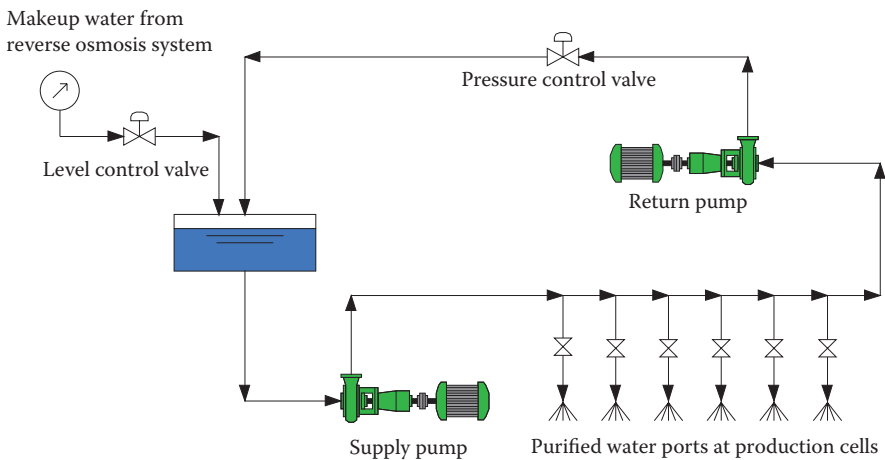 Makeup water from
reverse osmosis system
Pressure control valve
Level control valve
Return pump
Supply pump
Purified water ports at production cells